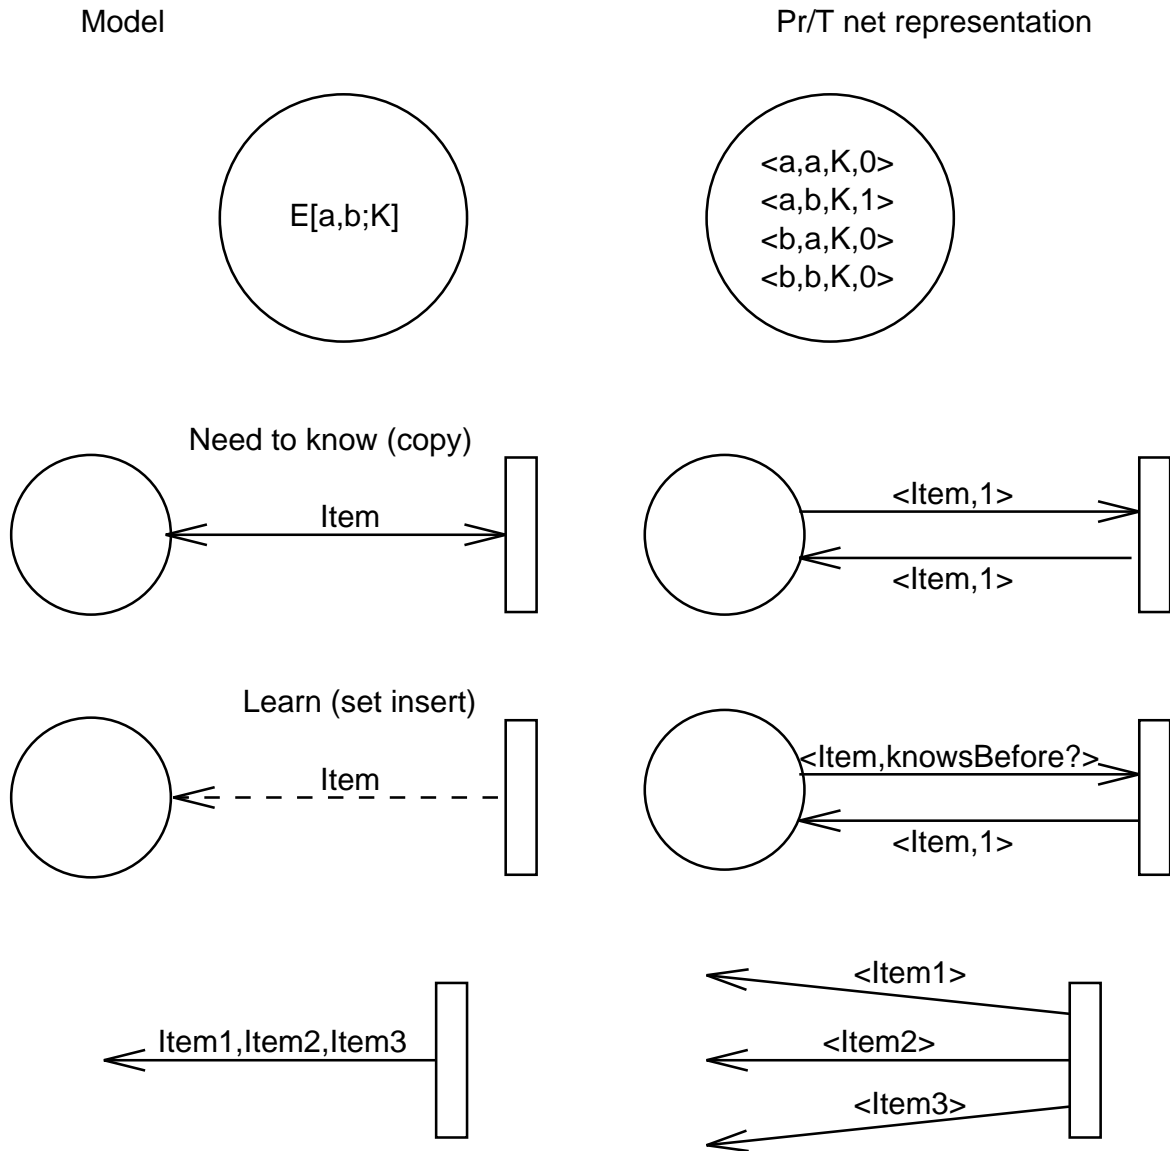 Model
Pr/T net representation
E[a,b;K]
<a,a,K,0>
<a,b,K,1>
<b,a,K,0>
<b,b,K,0>
Need to know (copy)
Item
<Item,1>
<Item,1>
Learn (set insert)
Item
<Item,knowsBefore?>
<Item,1>
Item1,Item2,Item3
<Item1>
<Item2>
<Item3>